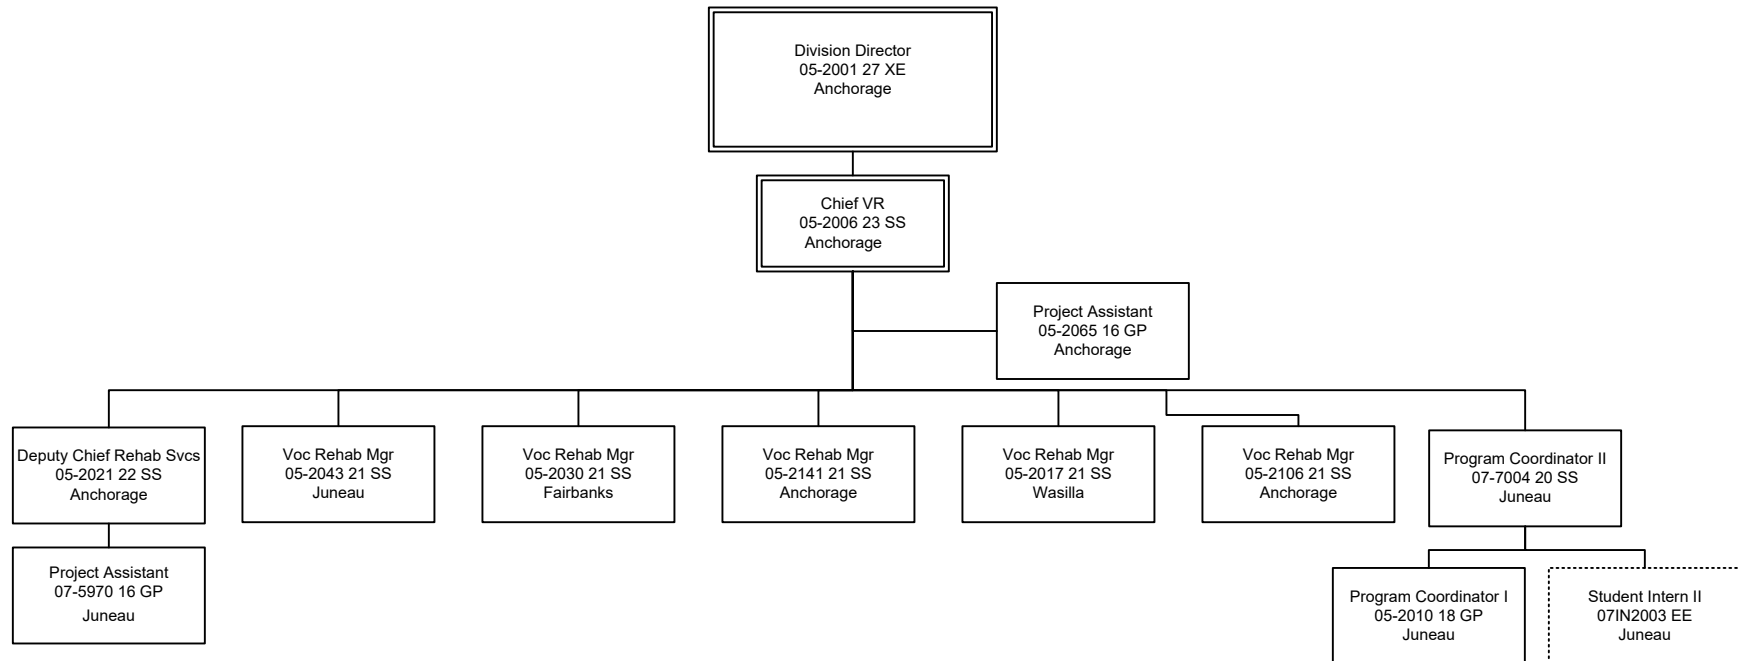 Division Director
05-2001 27 XE
Anchorage
Chief VR
05-2006 23 SS
Anchorage
Project Assistant
05-2065 16 GP
Anchorage
Deputy Chief Rehab Svcs
05-2021 22 SS
Anchorage
Voc Rehab Mgr
05-2043 21 SS
Juneau
Voc Rehab Mgr
05-2030 21 SS
Fairbanks
Voc Rehab Mgr
05-2141 21 SS
Anchorage
Voc Rehab Mgr
05-2017 21 SS
Wasilla
Voc Rehab Mgr
05-2106 21 SS
Anchorage
Program Coordinator II
07-7004 20 SS
Juneau
Project Assistant
07-5970 16 GP
Juneau
Program Coordinator I
05-2010 18 GP
Juneau
Student Intern II
07IN2003 EE
Juneau